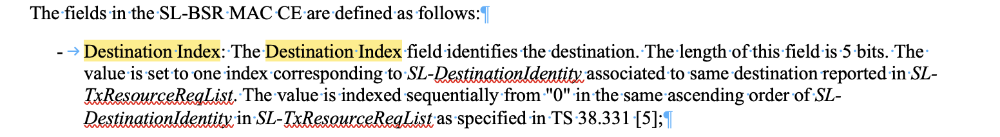 The fields in the SL-BSR MAC CE are defined as follows:¶
- → Destination Index: The Destination Index field identifies the destination. The length of this field is 5 bits. The
value is set to one index corresponding to SL-DestinationIdentity associated to same destination reported in SL-
TxResourceReqList. The value is indexed sequentially from "0" in the same ascending order of SL-
DestinationIdentity in SL-TxResourceReqList as specified in TS 38.331 [5];¶